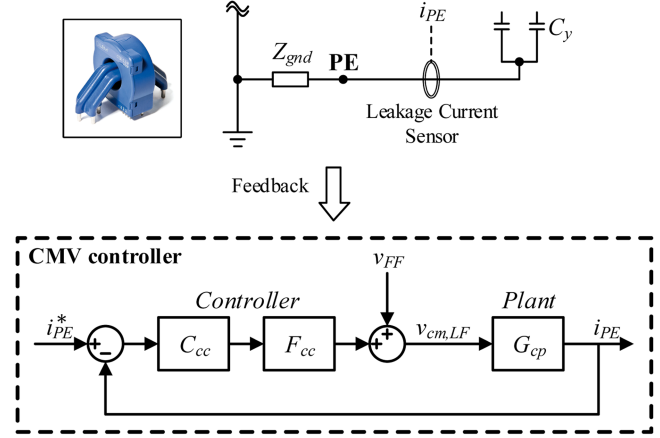 i_PE
C_y
Z_gnd
PE
Leakage Current
Sensor
Feedback
CMV controller
v_FF
Controller
Plant
i*_PE
+
−
C_cc
F_cc
+
+
v_cm,LF
G_cp
i_PE